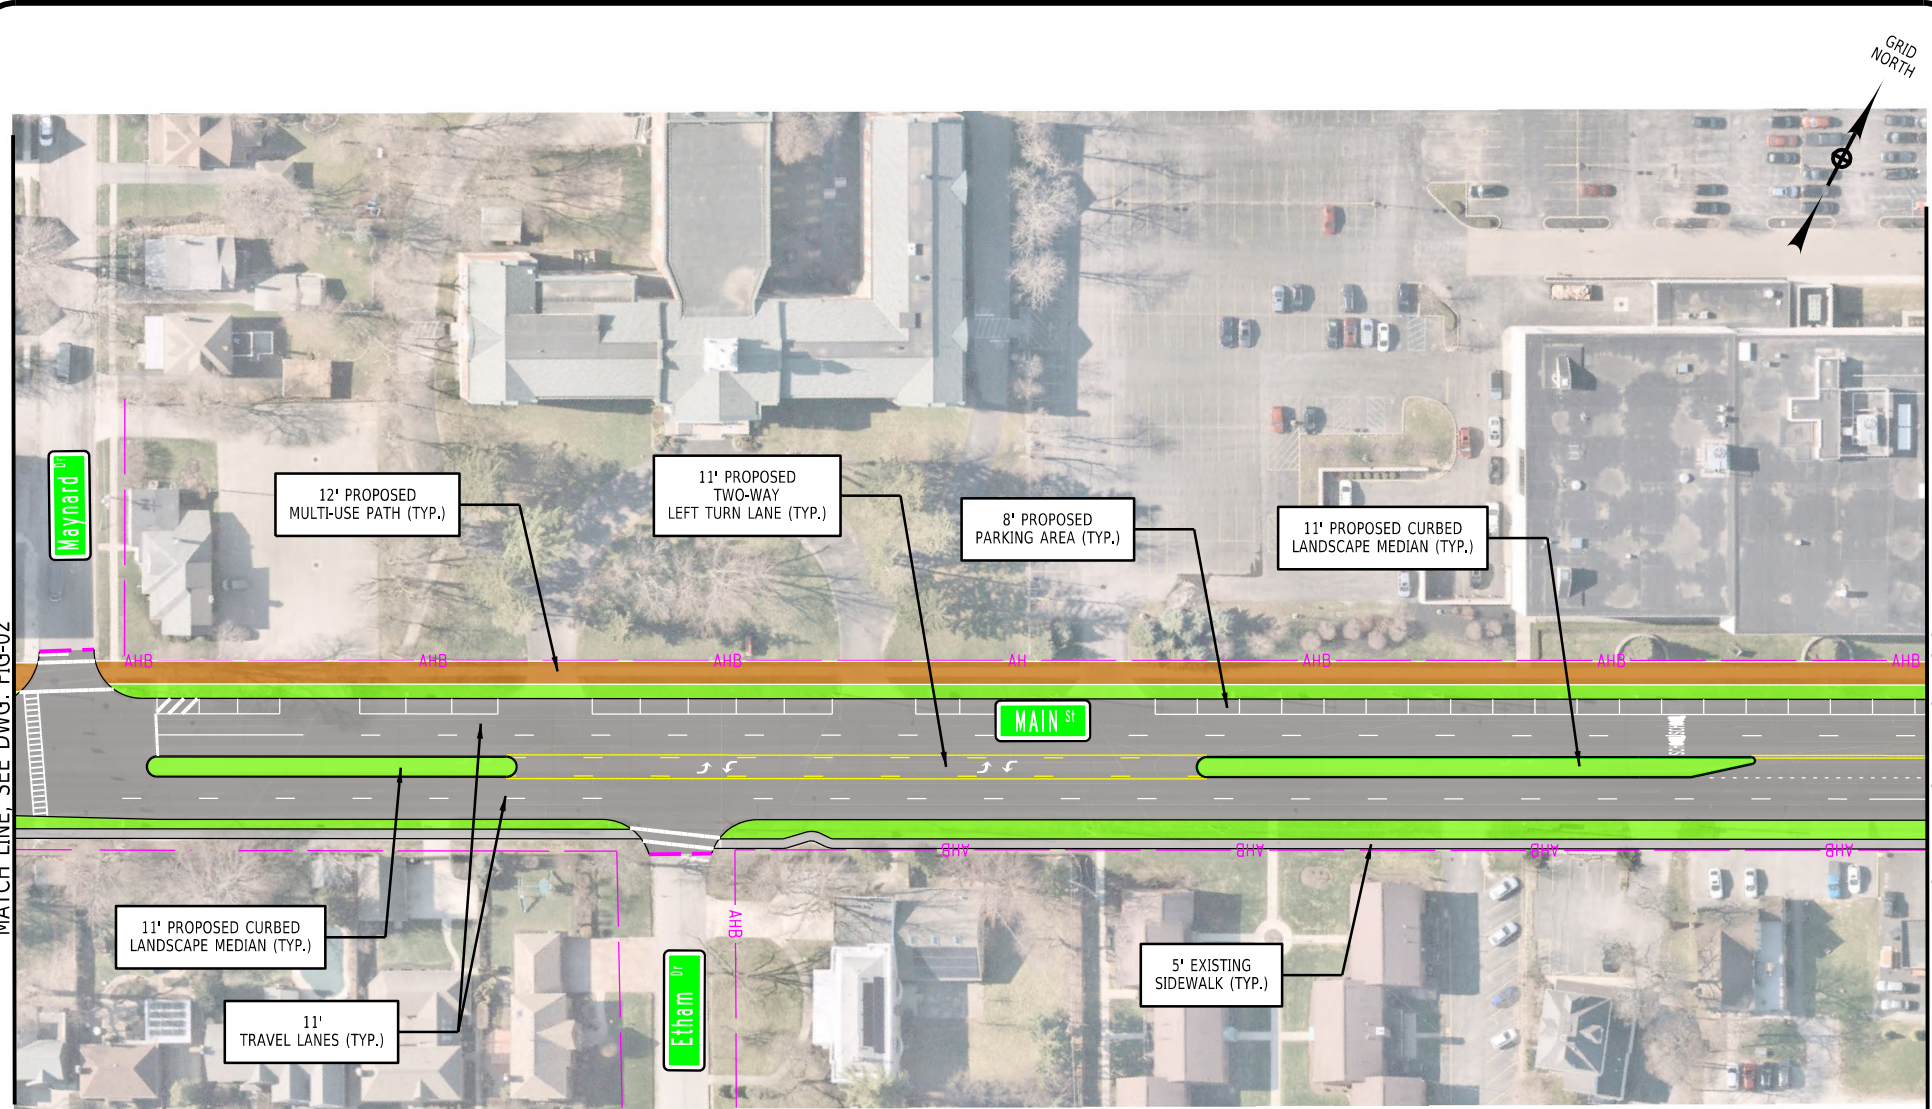 GRID
NORTH
Maynard Dr
12' PROPOSED
MULTI-USE PATH (TYP.)
11' PROPOSED
TWO-WAY
LEFT TURN LANE (TYP.)
8' PROPOSED
PARKING AREA (TYP.)
11' PROPOSED CURBED
LANDSCAPE MEDIAN (TYP.)
MATCH LINE, SEE DWG. FIG-02
AHB
AHB
AHB
AH
AHB
AHB
AHB
MAIN St
AHB
AHB
AHB
AHB
AHB
11' PROPOSED CURBED
LANDSCAPE MEDIAN (TYP.)
5' EXISTING
SIDEWALK (TYP.)
Etham Dr
11'
TRAVEL LANES (TYP.)